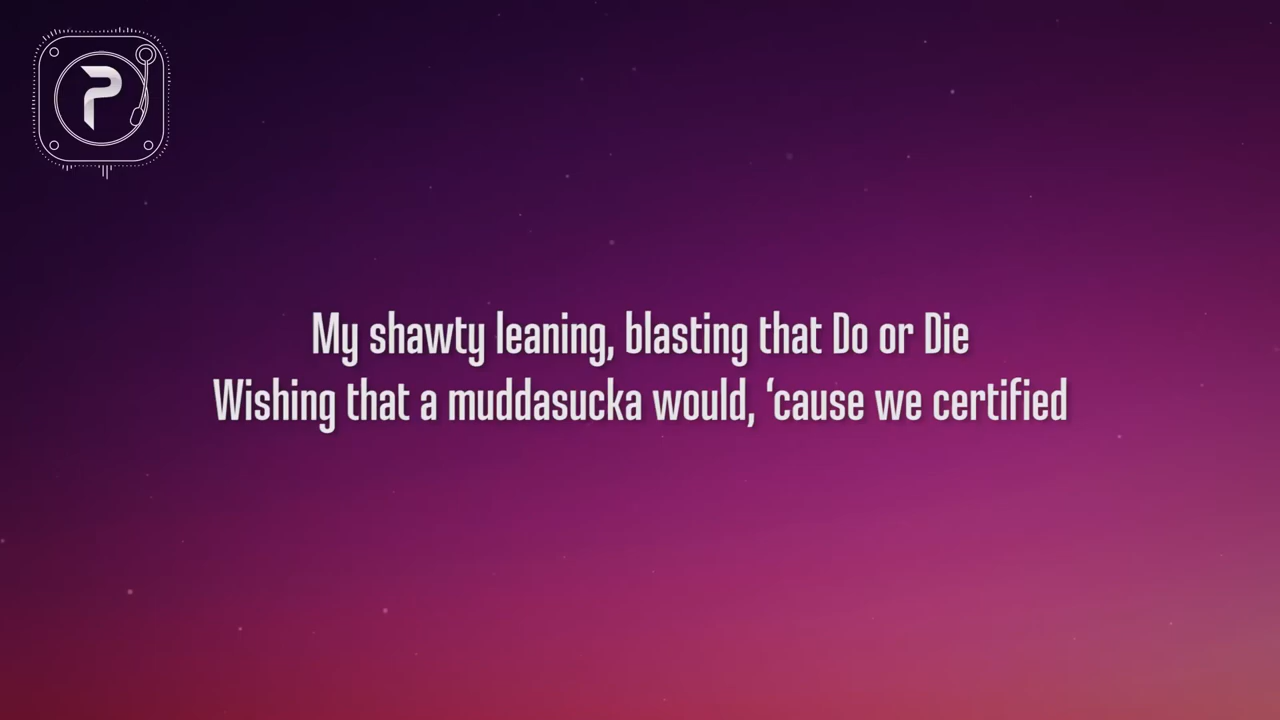 P
My shawty leaning, blasting that Do or Die
Wishing that a muddasucka would, ‘cause we certified